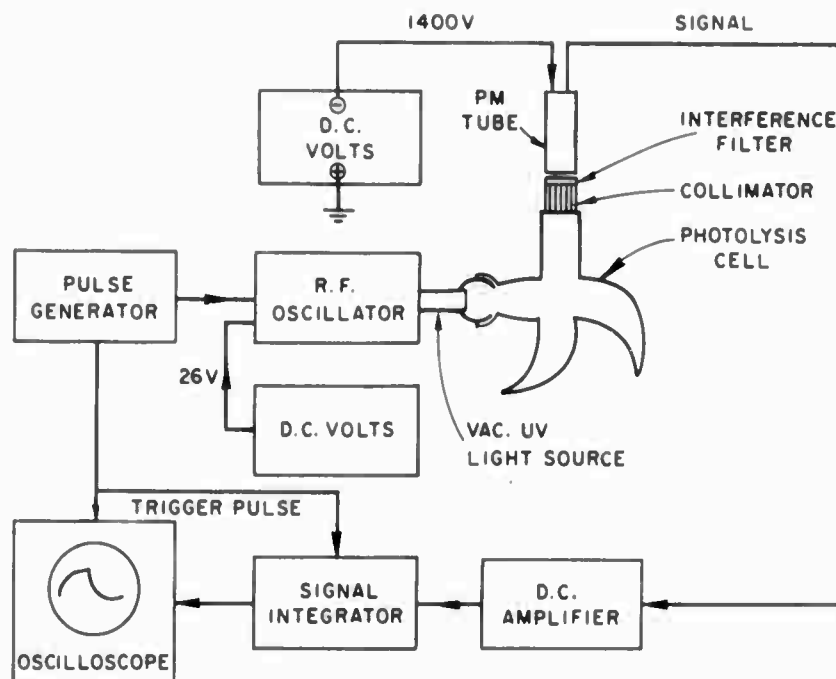 1400V
SIGNAL
⊖
D.C.
VOLTS
⊕
PM
TUBE
INTERFERENCE
FILTER
COLLIMATOR
PHOTOLYSIS
CELL
PULSE
GENERATOR
R.F.
OSCILLATOR
26V
D.C. VOLTS
VAC. UV
LIGHT SOURCE
TRIGGER PULSE
OSCILLOSCOPE
SIGNAL
INTEGRATOR
D.C.
AMPLIFIER